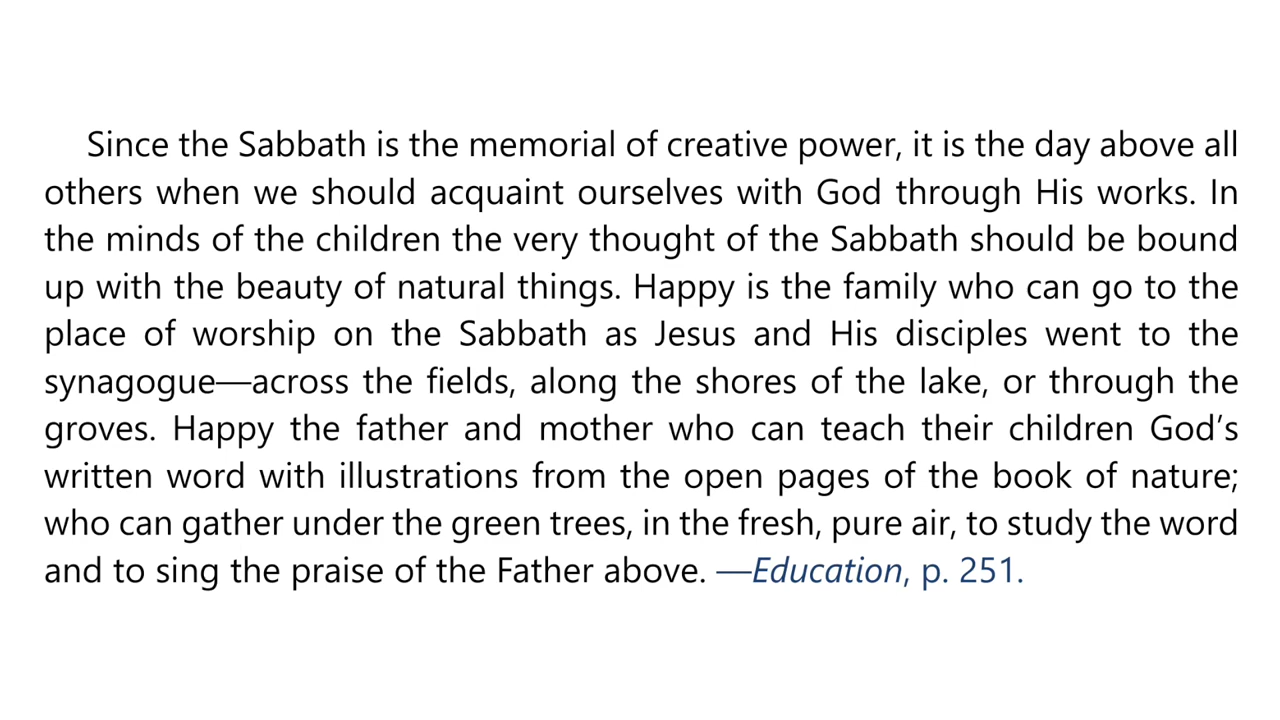 Since the Sabbath is the memorial of creative power, it is the day above all
others when we should acquaint ourselves with God through His works. In
the minds of the children the very thought of the Sabbath should be bound
up with the beauty of natural things. Happy is the family who can go to the
place of worship on the Sabbath as Jesus and His disciples went to the
synagogue—across the fields, along the shores of the lake, or through the
groves. Happy the father and mother who can teach their children God’s
written word with illustrations from the open pages of the book of nature;
who can gather under the green trees, in the fresh, pure air, to study the word
and to sing the praise of the Father above. —Education, p. 251.